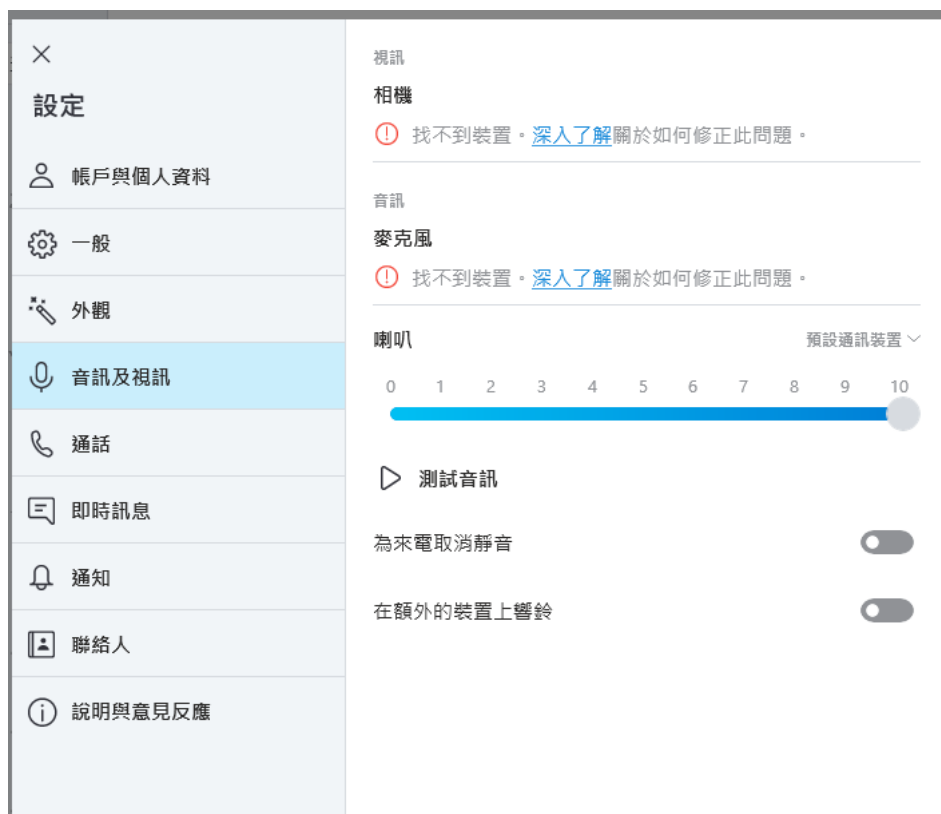 設定
帳戶與個人資料
一般
外觀
音訊及視訊
通話
即時訊息
通知
聯絡人
說明與意見反應
視訊
相機
找不到裝置。深入了解關於如何修正此問題。
音訊
麥克風
找不到裝置。深入了解關於如何修正此問題。
喇叭 預設通訊裝置
0 1 2 3 4 5 6 7 8 9 10
測試音訊
為來電取消靜音
在額外的裝置上響鈴